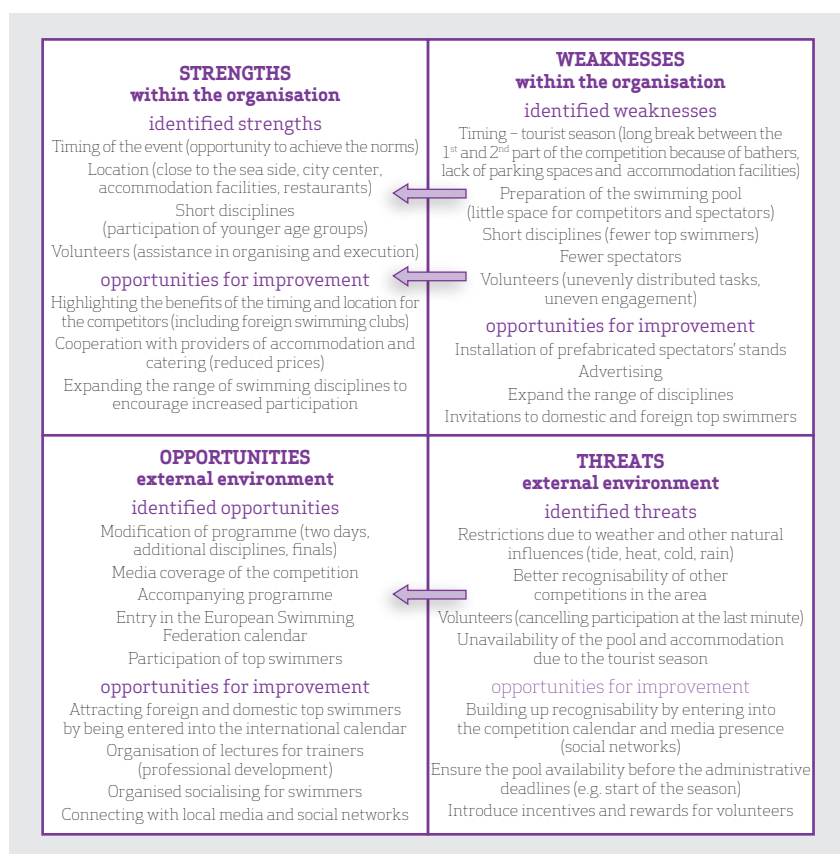 STRENGTHS
within the organisation
identified strengths
Timing of the event (opportunity to achieve the norms)
Location (close to the sea side, city center,
accommodation facilities, restaurants)
Short disciplines
(participation of younger age groups)
Volunteers (assistance in organising and execution)
opportunities for improvement
Highlighting the benefits of the timing and location for
the competitors (including foreign swimming clubs)
Cooperation with providers of accommodation and
catering (reduced prices)
Expanding the range of swimming disciplines to
encourage increased participation
WEAKNESSES
within the organisation
identified weaknesses
Timing – tourist season (long break between the
1st and 2nd part of the competition because of bathers,
lack of parking spaces and accommodation facilities)
Preparation of the swimming pool
(little space for competitors and spectators)
Short disciplines (fewer top swimmers)
Fewer spectators
Volunteers (unevenly distributed tasks,
uneven engagement)
opportunities for improvement
Installation of prefabricated spectators' stands
Advertising
Expand the range of disciplines
Invitations to domestic and foreign top swimmers
OPPORTUNITIES
external environment
identified opportunities
Modification of programme (two days,
additional disciplines, finals)
Media coverage of the competition
Accompanying programme
Entry in the European Swimming
Federation calendar
Participation of top swimmers
opportunities for improvement
Attracting foreign and domestic top swimmers
by being entered into the international calendar
Organisation of lectures for trainers
(professional development)
Organised socialising for swimmers
Connecting with local media and social networks
THREATS
external environment
identified threats
Restrictions due to weather and other natural
influences (tide, heat, cold, rain)
Better recognisability of other
competitions in the area
Volunteers (cancelling participation at the last minute)
Unavailability of the pool and accommodation
due to the tourist season
opportunities for improvement
Building up recognisability by entering into
the competition calendar and media presence
(social networks)
Ensure the pool availability before the administrative
deadlines (e.g. start of the season)
Introduce incentives and rewards for volunteers